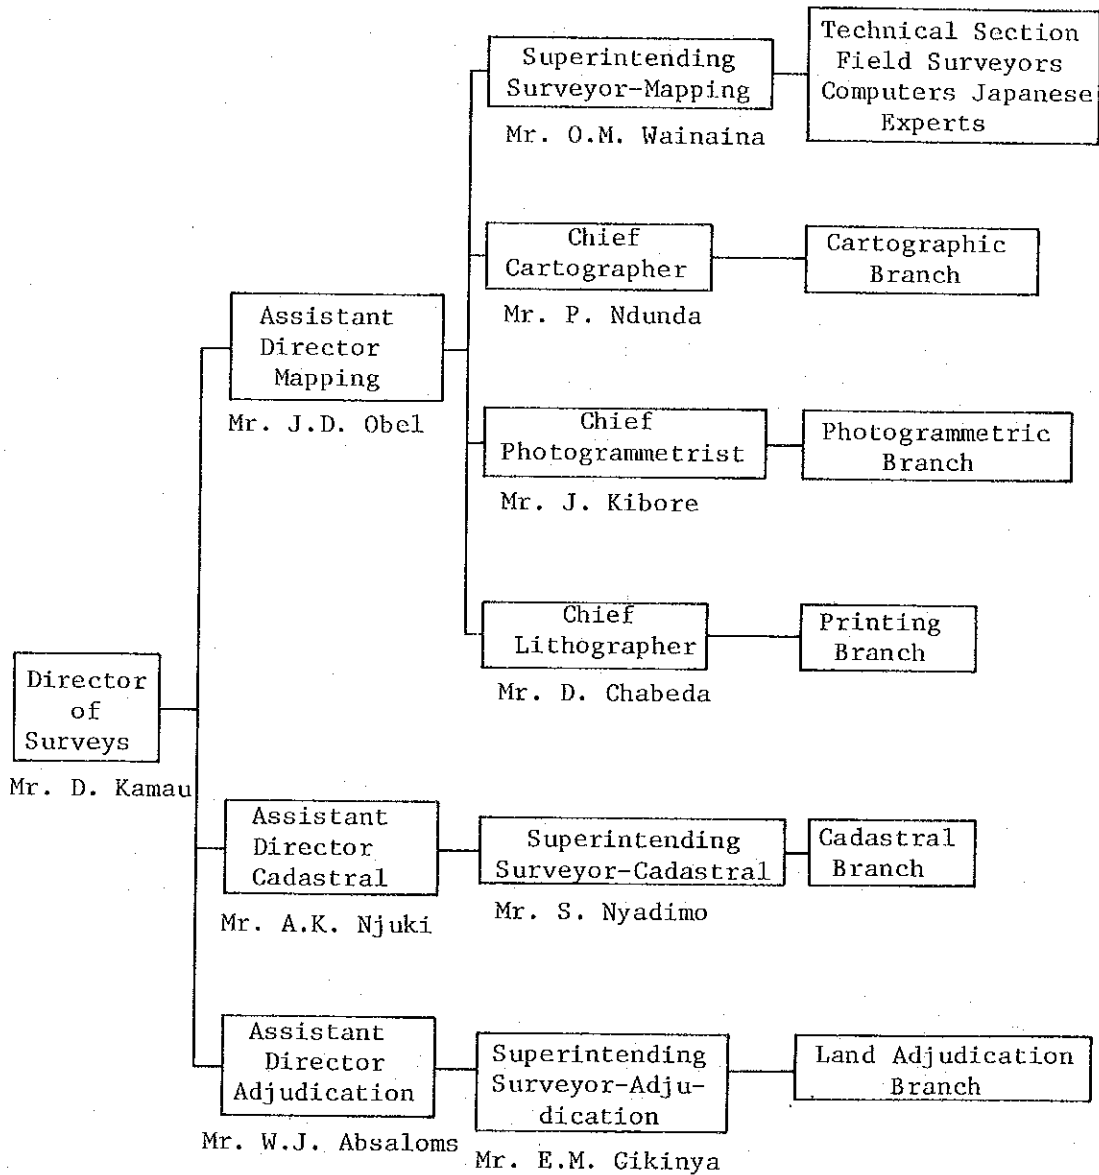 Technical Section
Field Surveyors
Computers Japanese
Experts
Superintending
Surveyor-Mapping
Mr. O.M. Wainaina
Chief
Cartographer
Mr. P. Ndunda
Cartographic
Branch
Assistant
Director
Mapping
Mr. J.D. Obel
Chief
Photogrammetrist
Mr. J. Kibore
Photogrammetric
Branch
Chief
Lithographer
Mr. D. Chabeda
Printing
Branch
Director
of
Surveys
Mr. D. Kamau
Assistant
Director
Cadastral
Mr. A.K. Njuki
Superintending
Surveyor-Cadastral
Mr. S. Nyadimo
Cadastral
Branch
Assistant
Director
Adjudication
Mr. W.J. Absaloms
Superintending
Surveyor-Adju-
dication
Mr. E.M. Gikinya
Land Adjudication
Branch